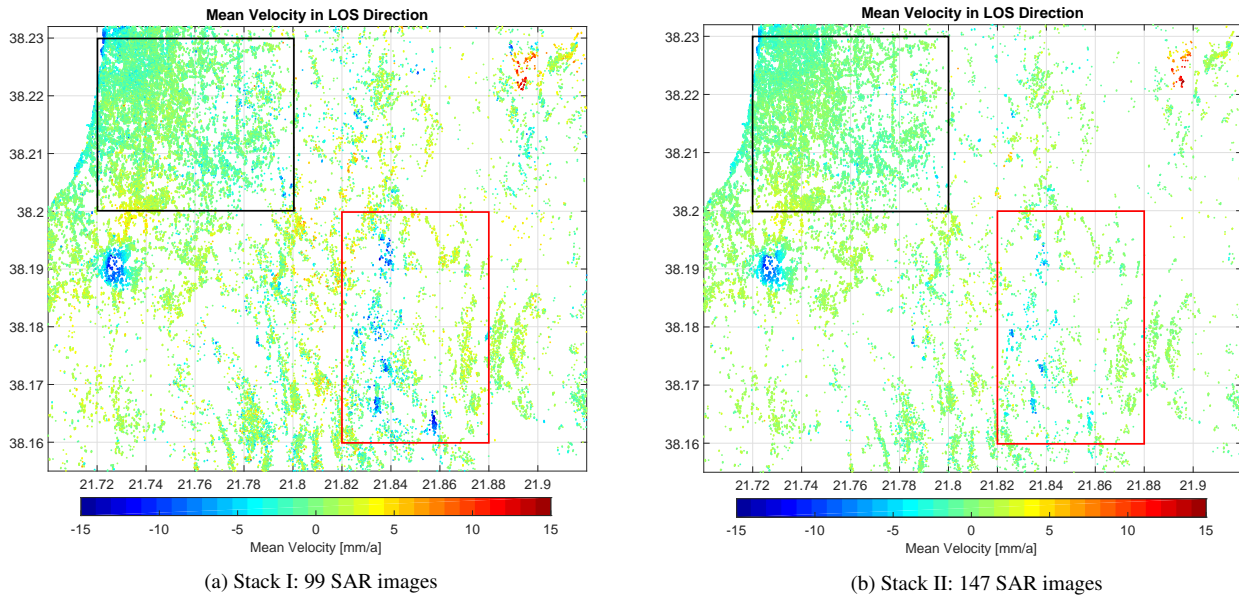 Mean Velocity in LOS Direction
38.23
38.22
38.21
38.2
38.19
38.18
38.17
38.16
21.72 21.74 21.76 21.78 21.8 21.82 21.84 21.86 21.88 21.9
-15 -10 -5 0 5 10 15
Mean Velocity [mm/a]
(a) Stack I: 99 SAR images
Mean Velocity in LOS Direction
38.23
38.22
38.21
38.2
38.19
38.18
38.17
38.16
21.72 21.74 21.76 21.78 21.8 21.82 21.84 21.86 21.88 21.9
-15 -10 -5 0 5 10 15
Mean Velocity [mm/a]
(b) Stack II: 147 SAR images